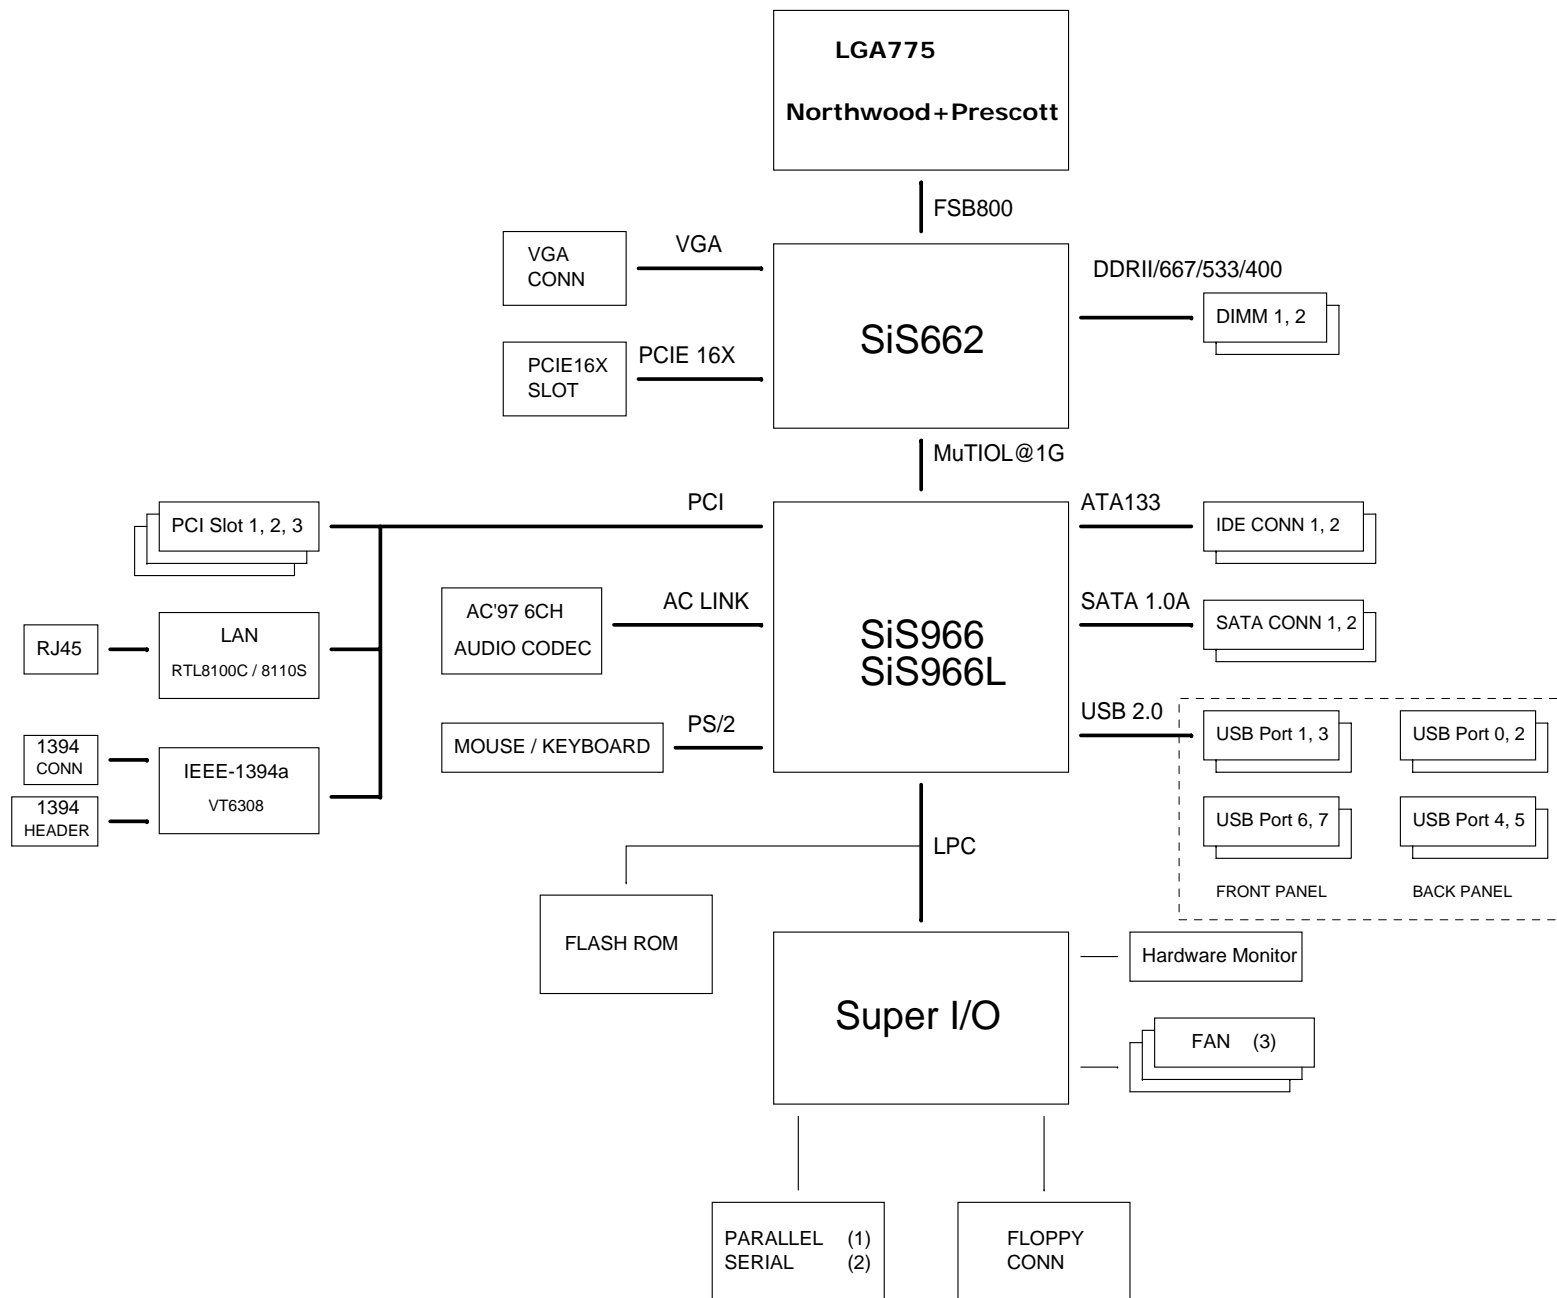 LGA775
Northwood+Prescott
FSB800
VGA
CONN
VGA
DDRII/667/533/400
DIMM 1, 2
SiS662
PCIE16X
SLOT
PCIE 16X
MuTIOL@1G
PCI Slot 1, 2, 3
PCI
ATA133
IDE CONN 1, 2
AC'97 6CH
AUDIO CODEC
AC LINK
SiS966
SiS966L
SATA 1.0A
SATA CONN 1, 2
RJ45
LAN
RTL8100C / 8110S
MOUSE / KEYBOARD
PS/2
USB 2.0
USB Port 1, 3
USB Port 0, 2
1394
CONN
IEEE-1394a
VT6308
1394
HEADER
USB Port 6, 7
USB Port 4, 5
FRONT PANEL
BACK PANEL
LPC
FLASH ROM
Hardware Monitor
Super I/O
FAN (3)
PARALLEL (1)
SERIAL (2)
FLOPPY
CONN